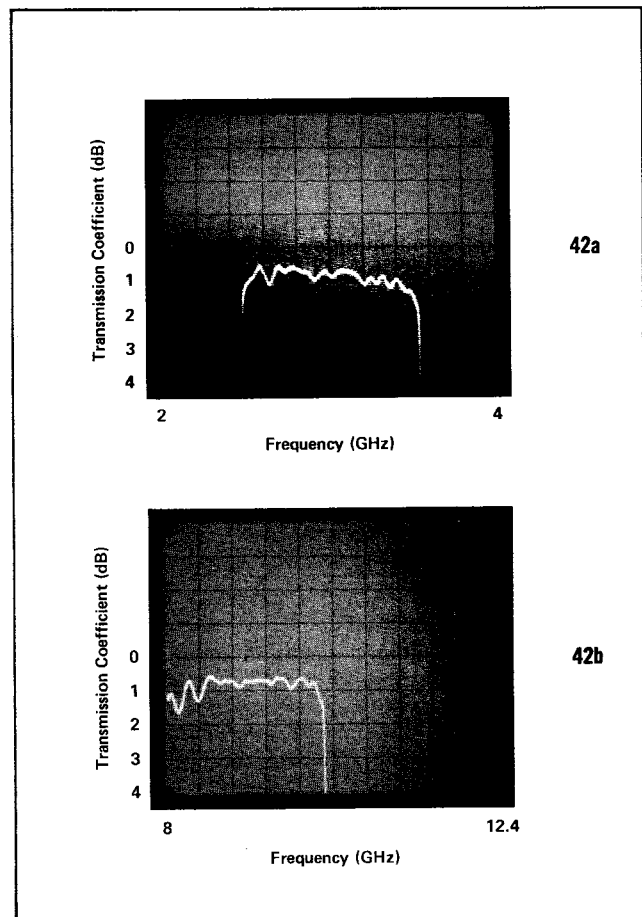 Transmission Coefficient (dB)
0
1
2
3
4
42a
2
4
Frequency (GHz)
Transmission Coefficient (dB)
0
1
2
3
4
42b
8
12.4
Frequency (GHz)